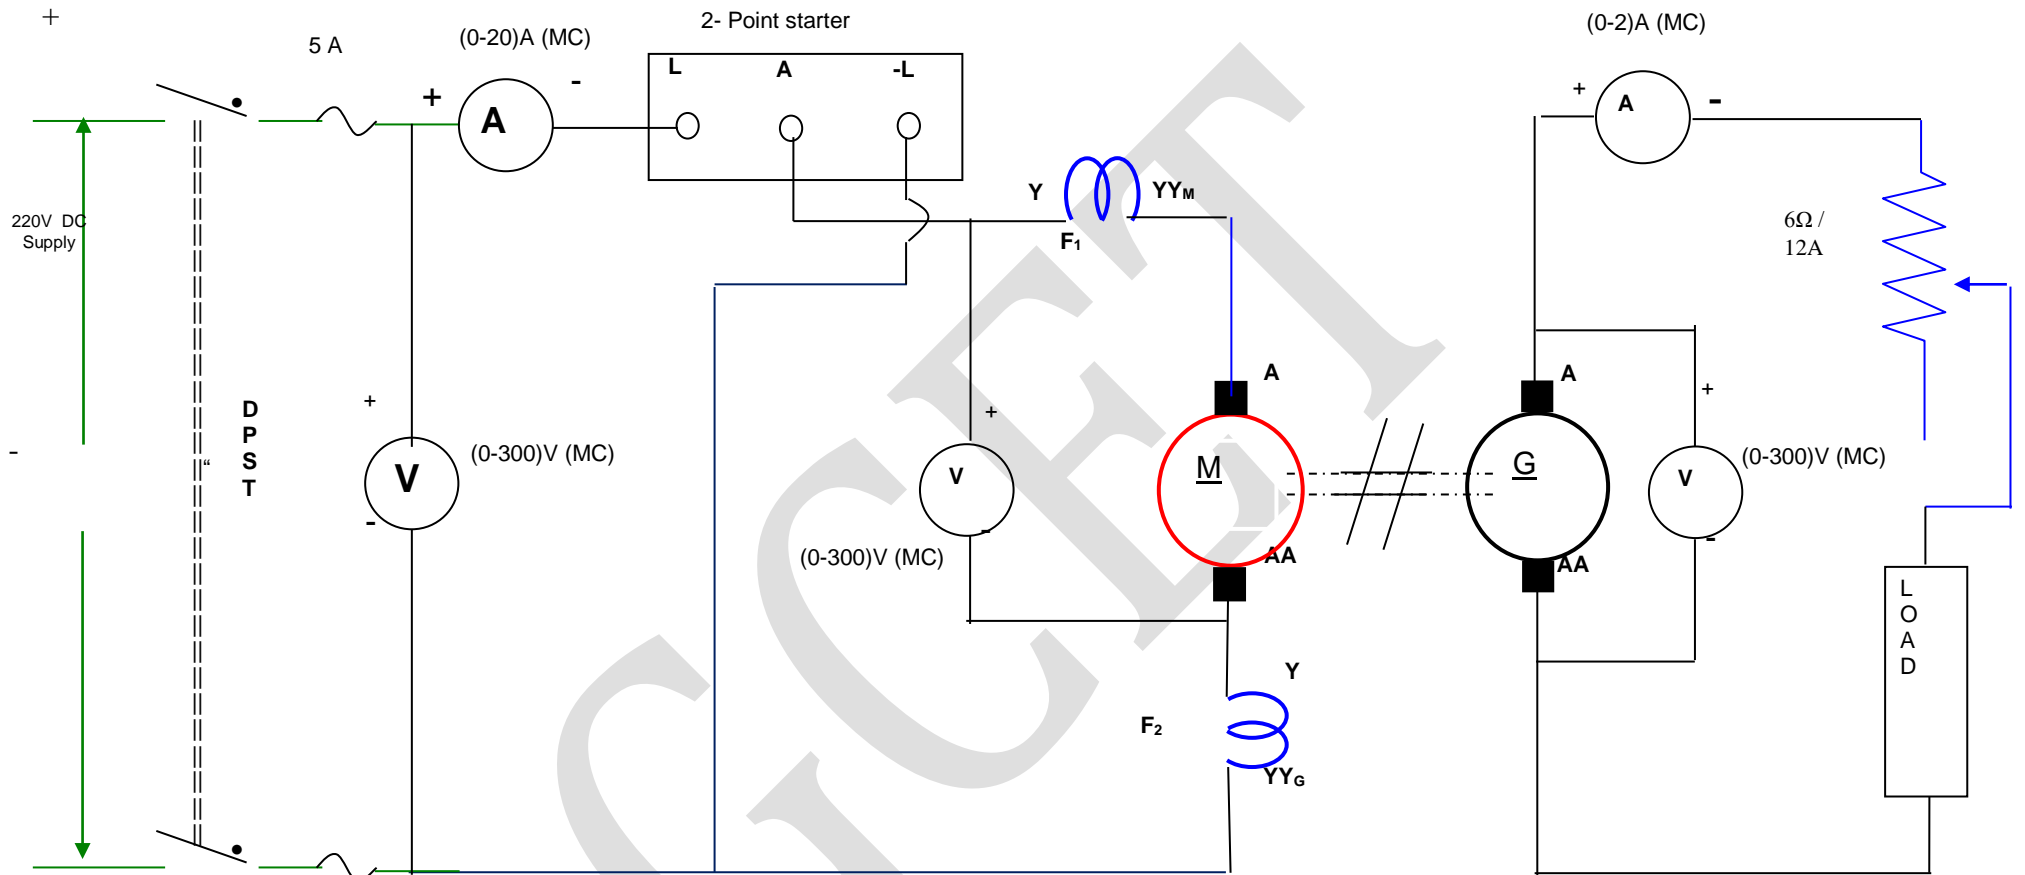 +
5 A
(0-20)A (MC)
2- Point starter
(0-2)A (MC)
+
A
-
L
A
-L
+
A
-
220V DC
Supply
Y
YYM
F1
6Ω /
12A
-
D
P
S
T
“
+
V
-
(0-300)V (MC)
+
V
-
(0-300)V (MC)
A
M
AA
A
G
AA
+
V
-
(0-300)V (MC)
L
O
A
D
Y
F2
YYG
GCCET